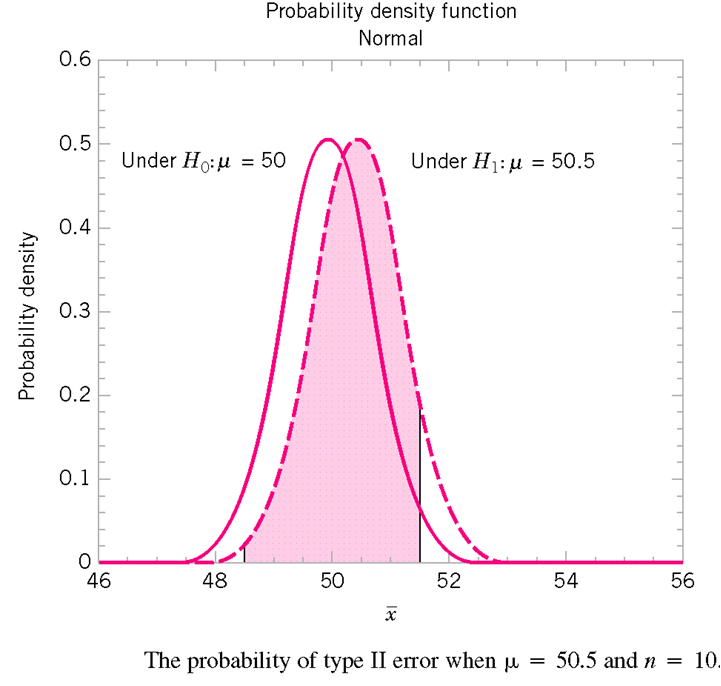 Probability density function
Normal
0.6
0.5
Under H₀:μ = 50
Under H₁:μ = 50.5
0.4
0.3
0.2
0.1
0
Probability density
46
48
50
52
54
56
x̄
The probability of type II error when μ = 50.5 and n = 10.